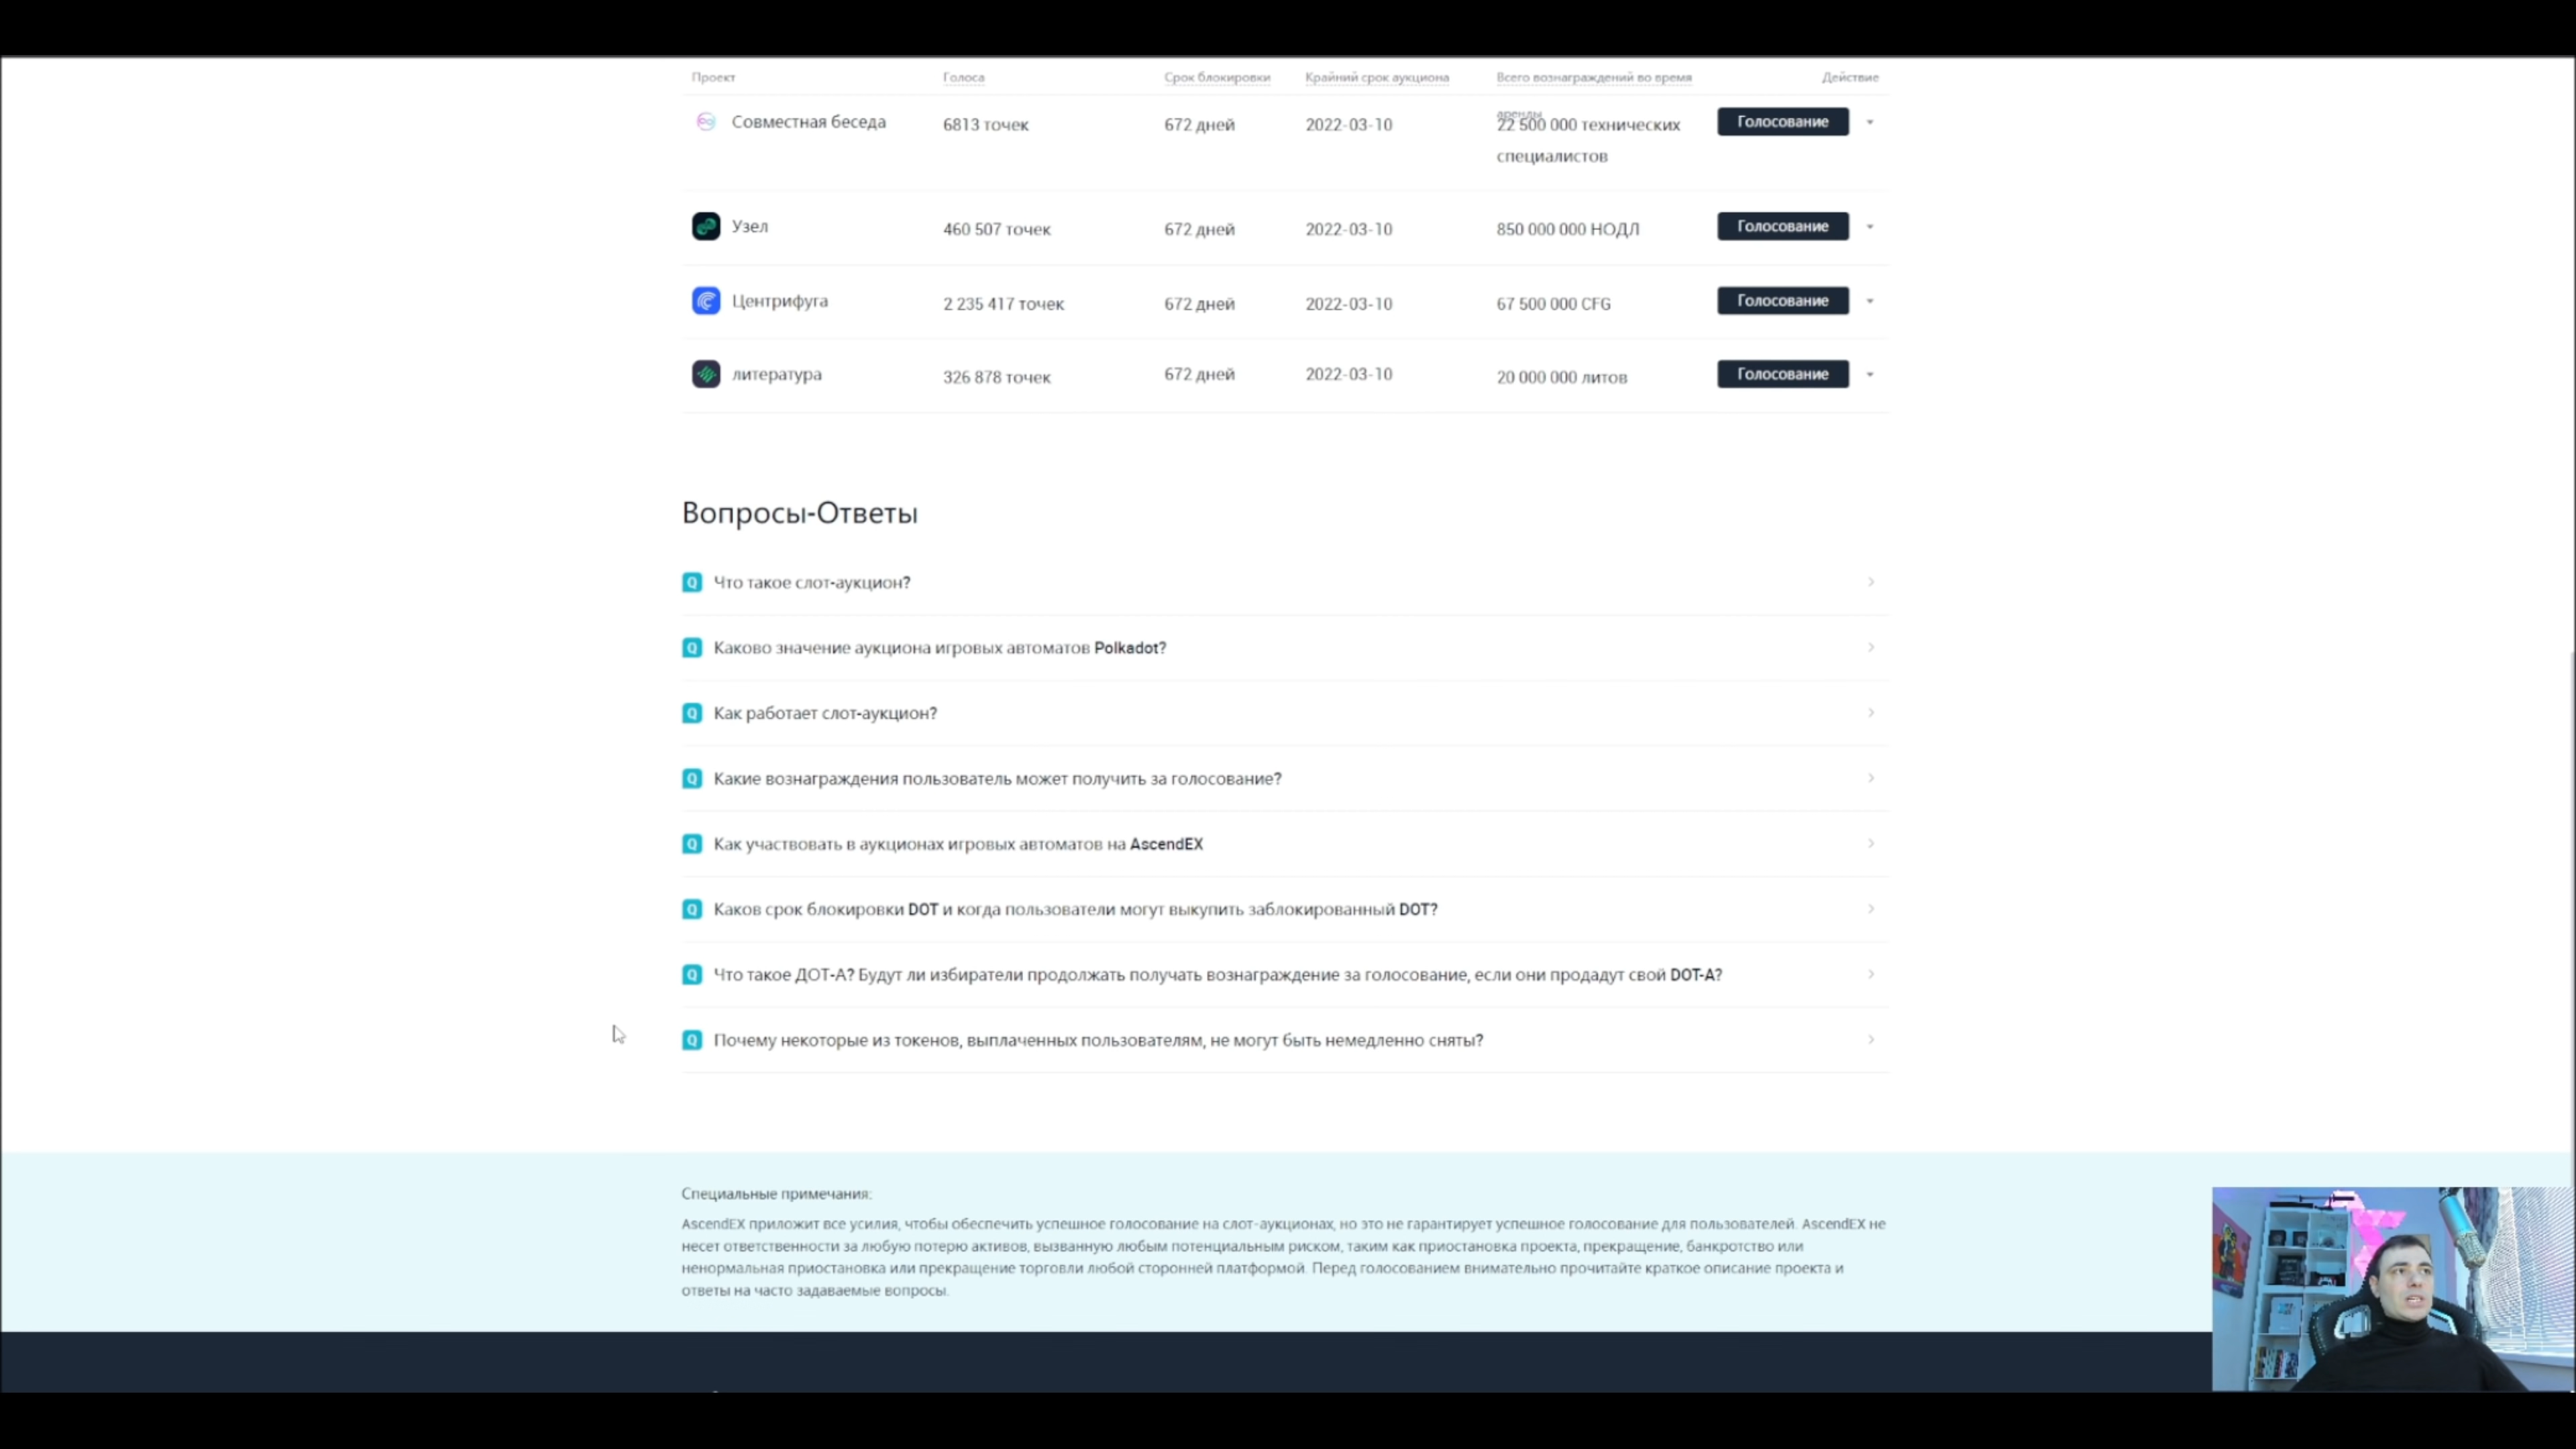 Проект Голоса Срок блокировки Крайний срок аукциона Всего вознаграждений во время аренды Действие
Совместная беседа 6813 точек 672 дней 2022-03-10 22 500 000 технических специалистов Голосование
Узел 460 507 точек 672 дней 2022-03-10 850 000 000 НОДЛ Голосование
Центрифуга 2 235 417 точек 672 дней 2022-03-10 67 500 000 CFG Голосование
литература 326 878 точек 672 дней 2022-03-10 20 000 000 литов Голосование
Вопросы-Ответы
Q Что такое слот-аукцион?
Q Каково значение аукциона игровых автоматов Polkadot?
Q Как работает слот-аукцион?
Q Какие вознаграждения пользователь может получить за голосование?
Q Как участвовать в аукционах игровых автоматов на AscendEX
Q Каков срок блокировки DOT и когда пользователи могут выкупить заблокированный DOT?
Q Что такое ДОТ-А? Будут ли избиратели продолжать получать вознаграждение за голосование, если они продадут свой DOT-A?
Q Почему некоторые из токенов, выплаченных пользователям, не могут быть немедленно сняты?
Специальные примечания:
AscendEX приложит все усилия, чтобы обеспечить успешное голосование на слот-аукционах, но это не гарантирует успешное голосование для пользователей. AscendEX не
несет ответственности за любую потерю активов, вызванную любым потенциальным риском, таким как приостановка проекта, прекращение, банкротство или
ненормальная приостановка или прекращение торговли любой сторонней платформой. Перед голосованием внимательно прочитайте краткое описание проекта и
ответы на часто задаваемые вопросы.